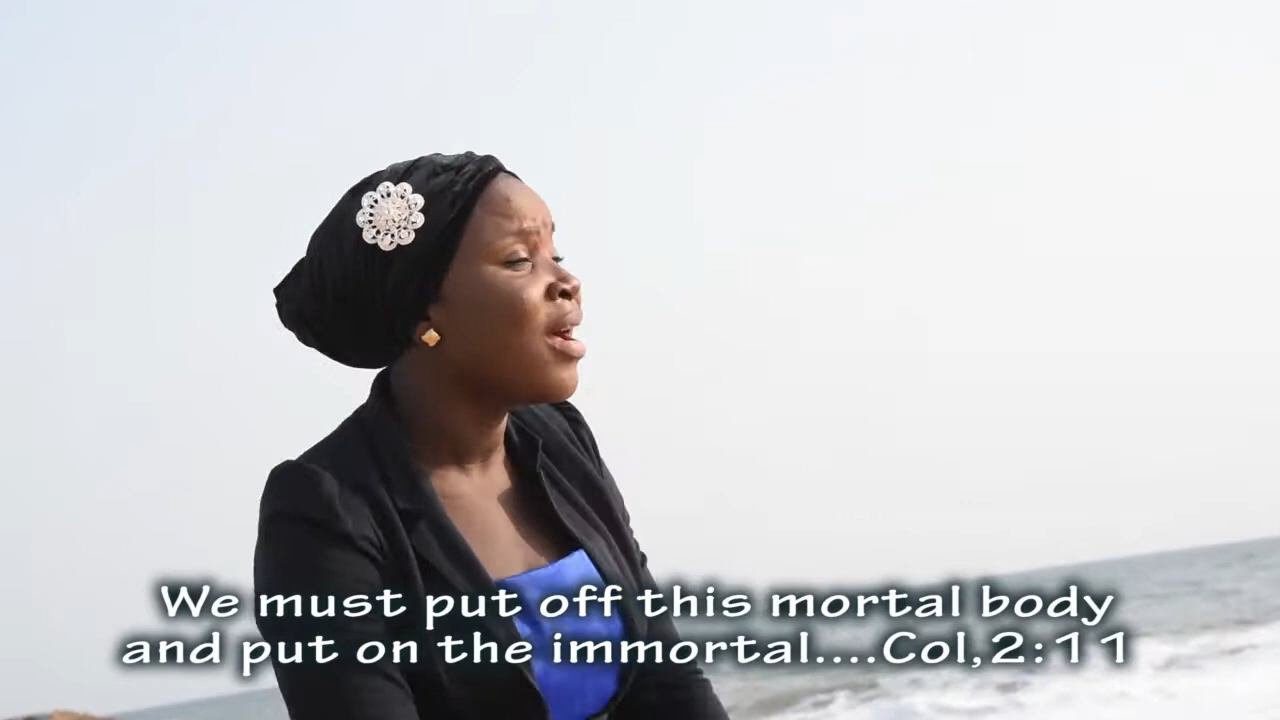 We must put off this mortal body
and put on the immortal....Col,2:11